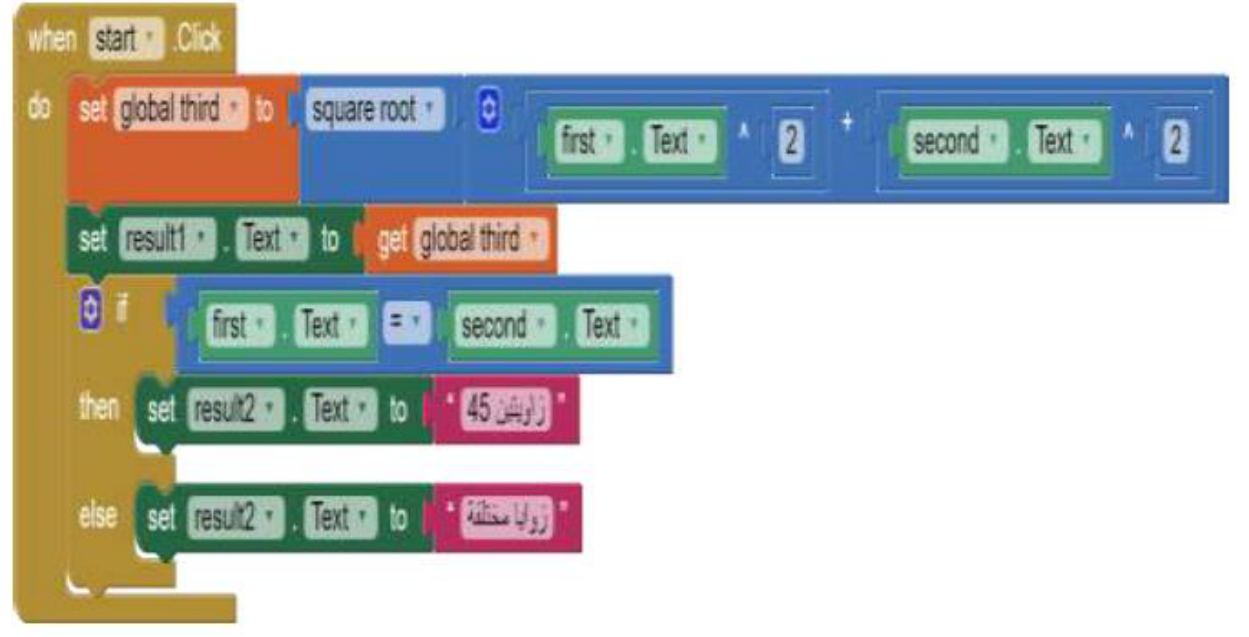 when start .Click
do set global third to square root first . Text ^ 2 + second . Text ^ 2
set result1 . Text to get global third
if first . Text = second . Text
then set result2 . Text to " زاويتين 45 "
else set result2 . Text to " زوايا مختلفة "